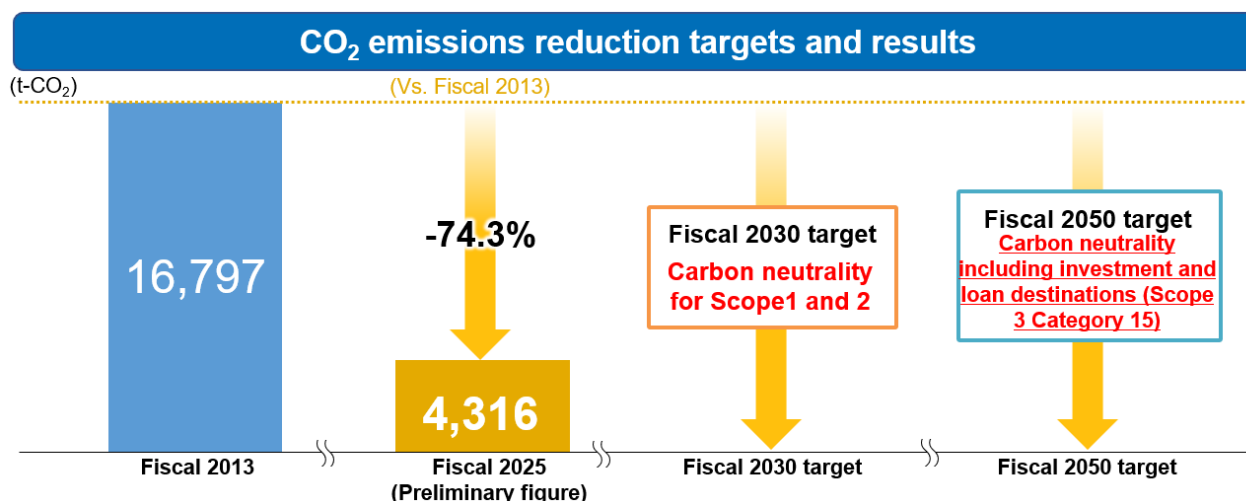 CO₂ emissions reduction targets and results
(t-CO₂)
(Vs. Fiscal 2013)
16,797
-74.3%
4,316
Fiscal 2030 target
Carbon neutrality
for Scope1 and 2
Fiscal 2050 target
Carbon neutrality
including investment and
loan destinations (Scope
3 Category 15)
Fiscal 2013
Fiscal 2025
(Preliminary figure)
Fiscal 2030 target
Fiscal 2050 target